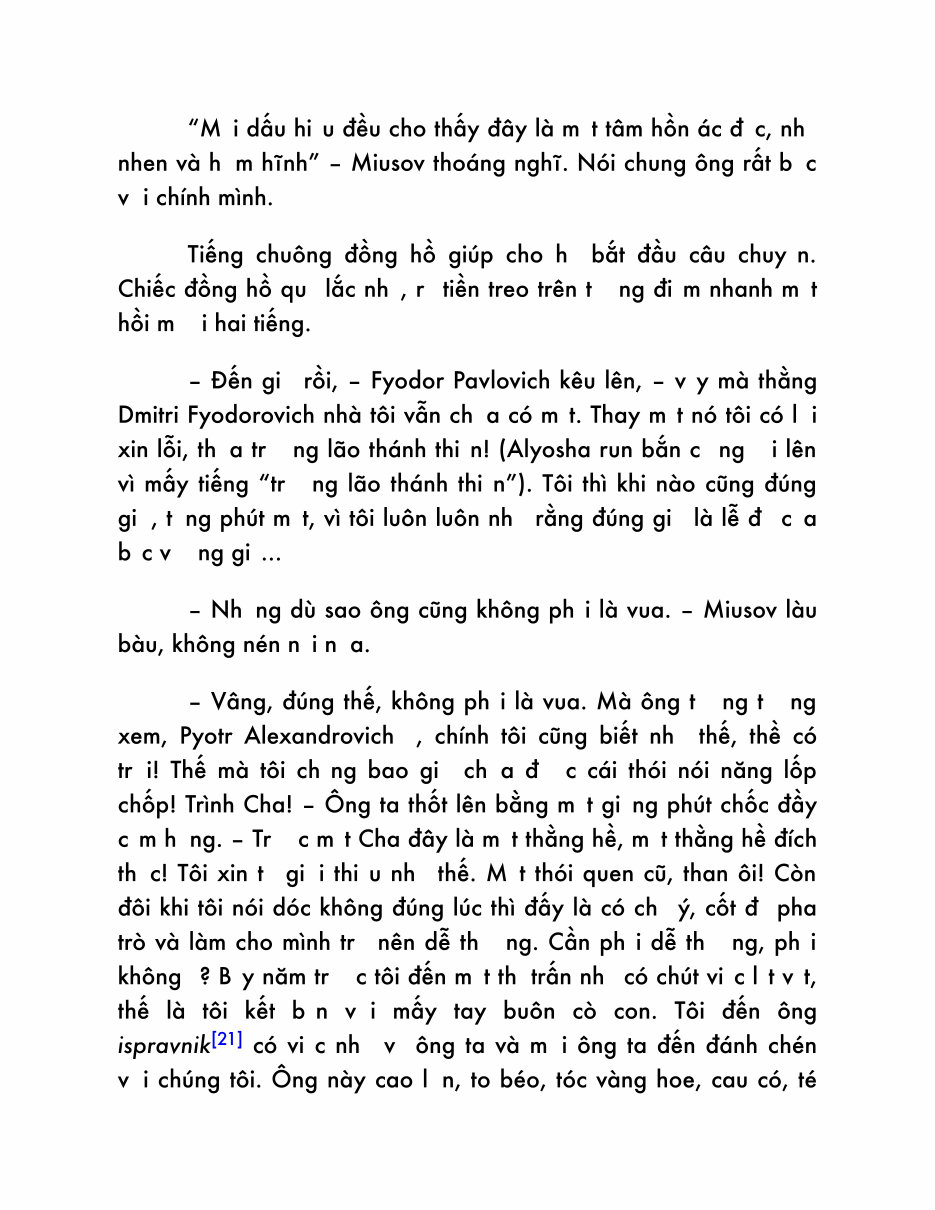 “M i dấu hi u đều cho thấy đây là m t tâm hồn ác đ c, nh
nhen và h m hĩnh” – Miusov thoáng nghĩ. Nói chung ông rất b c
v i chính mình.
Tiếng chuông đồng hồ giúp cho h bắt đầu câu chuy n.
Chiếc đồng hồ qu lắc nh , r tiền treo trên t ng đi m nhanh m t
hồi m i hai tiếng.
– Đến gi rồi, – Fyodor Pavlovich kêu lên, – v y mà thằng
Dmitri Fyodorovich nhà tôi vẫn ch a có m t. Thay m t nó tôi có l i
xin lỗi, th a tr ng lão thánh thi n! (Alyosha run bắn c ng i lên
vì mấy tiếng “tr ng lão thánh thi n”). Tôi thì khi nào cũng đúng
gi , t ng phút m t, vì tôi luôn luôn nh rằng đúng gi là lễ đ c a
b c v ng gi ...
– Nh ng dù sao ông cũng không ph i là vua. – Miusov làu
bàu, không nén n i n a.
– Vâng, đúng thế, không ph i là vua. Mà ông t ng t ng
xem, Pyotr Alexandrovich , chính tôi cũng biết nh thế, thề có
tr i! Thế mà tôi ch ng bao gi ch a đ c cái thói nói năng lốp
chốp! Trình Cha! – Ông ta thốt lên bằng m t gi ng phút chốc đầy
c m h ng. – Tr c m t Cha đây là m t thằng hề, m t thằng hề đích
th c! Tôi xin t gi i thi u nh thế. M t thói quen cũ, than ôi! Còn
đôi khi tôi nói dóc không đúng lúc thì đấy là có ch ý, cốt đ pha
trò và làm cho mình tr nên dễ th ng. Cần ph i dễ th ng, ph i
không ? B y năm tr c tôi đến m t th trấn nh có chút vi c l t v t,
thế là tôi kết b n v i mấy tay buôn cò con. Tôi đến ông
ispravnik[21] có vi c nh v ông ta và m i ông ta đến đánh chén
v i chúng tôi. Ông này cao l n, to béo, tóc vàng hoe, cau có, té